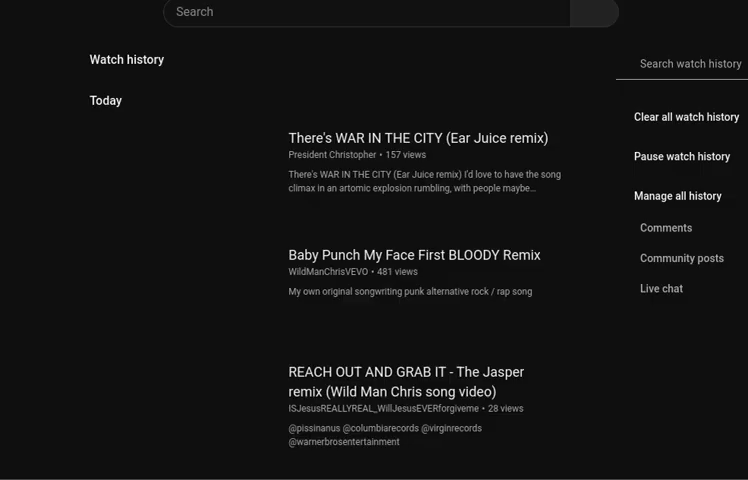 Search
Watch history
Search watch history
Today
Clear all watch history
There's WAR IN THE CITY (Ear Juice remix)
President Christopher • 157 views
Pause watch history
There's WAR IN THE CITY (Ear Juice remix) I'd love to have the song
climax in an artomic explosion rumbling, with people maybe...
Manage all history
Comments
Baby Punch My Face First BLOODY Remix
Community posts
WildManChrisVEVO • 481 views
My own original songwriting punk alternative rock / rap song
Live chat
REACH OUT AND GRAB IT - The Jasper
remix (Wild Man Chris song video)
ISJesusREALLYREAL_WillJesusEVERforgiveme • 28 views
@pissinanus @columbiarecords @virginrecords
@warnerbrosentertainment